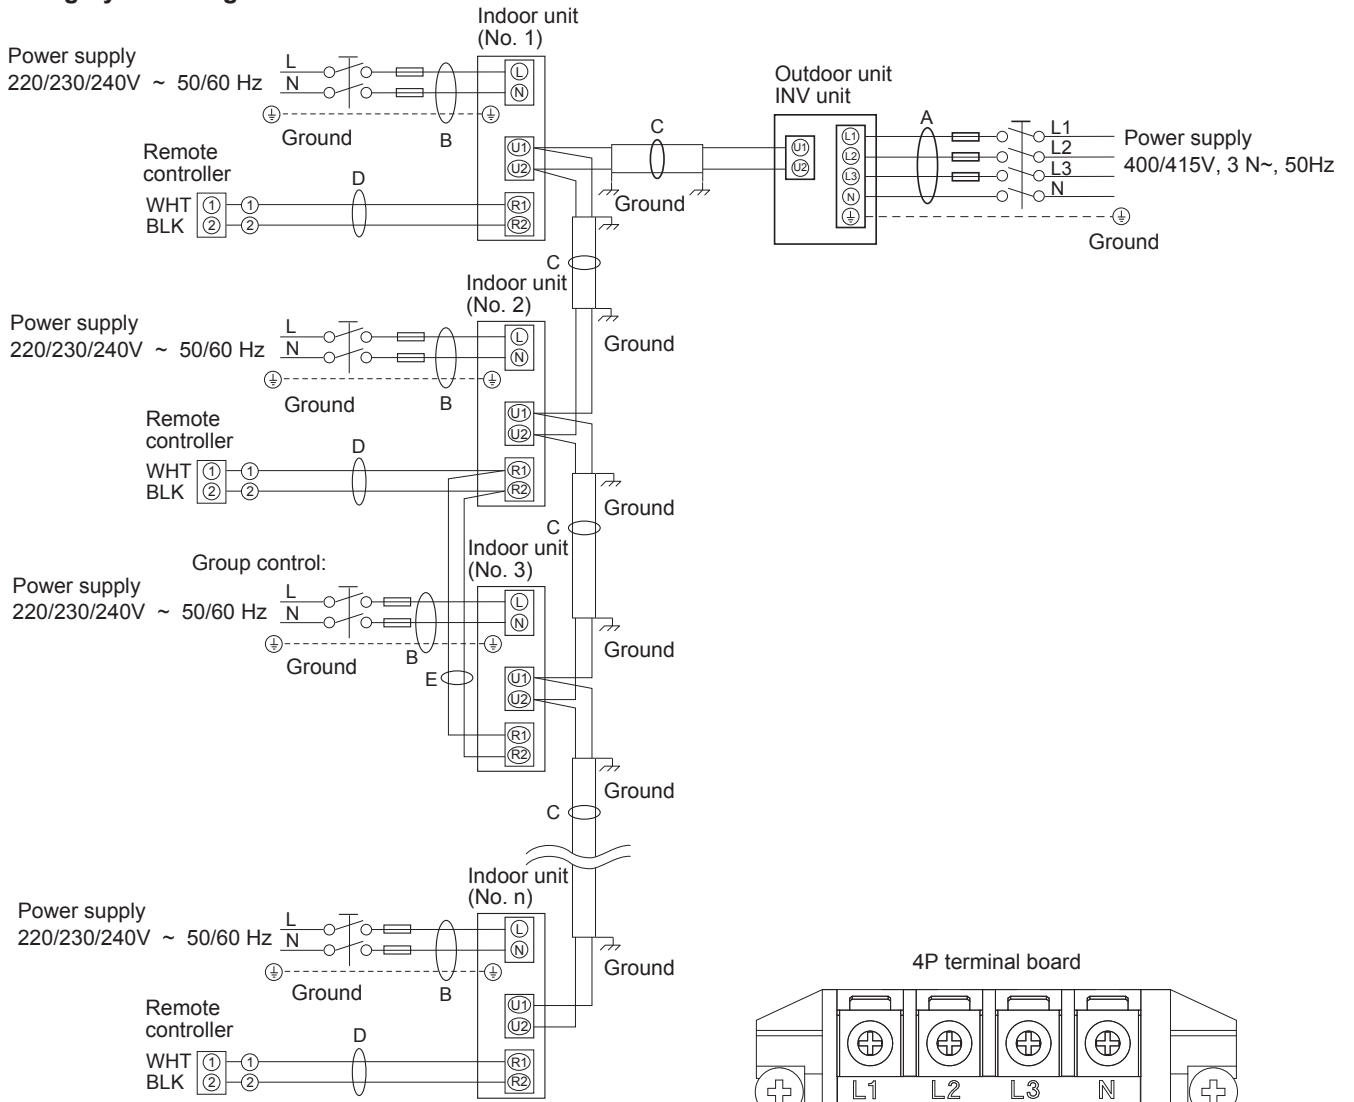 Indoor unit
(No. 1)
Power supply
220/230/240V ~ 50/60 Hz
L
N
Ground
B
L
N
U1
U2
R1
R2
Remote
controller
WHT 1 1
BLK 2 2
D
C
Ground
Outdoor unit
INV unit
U1
U2
L1
L2
L3
N
A
L1
L2
L3
N
Power supply
400/415V, 3 N~, 50Hz
Ground
Ground
C
Indoor unit
(No. 2)
Power supply
220/230/240V ~ 50/60 Hz
L
N
Ground
B
L
N
U1
U2
R1
R2
Remote
controller
WHT 1 1
BLK 2 2
D
Ground
C
Group control:
Indoor unit
(No. 3)
Power supply
220/230/240V ~ 50/60 Hz
L
N
Ground
B
E
L
N
U1
U2
R1
R2
Ground
Ground
C
Indoor unit
(No. n)
Power supply
220/230/240V ~ 50/60 Hz
L
N
Ground
B
L
N
U1
U2
R1
R2
Ground
Remote
controller
WHT 1 1
BLK 2 2
D
4P terminal board
L1 L2 L3 N